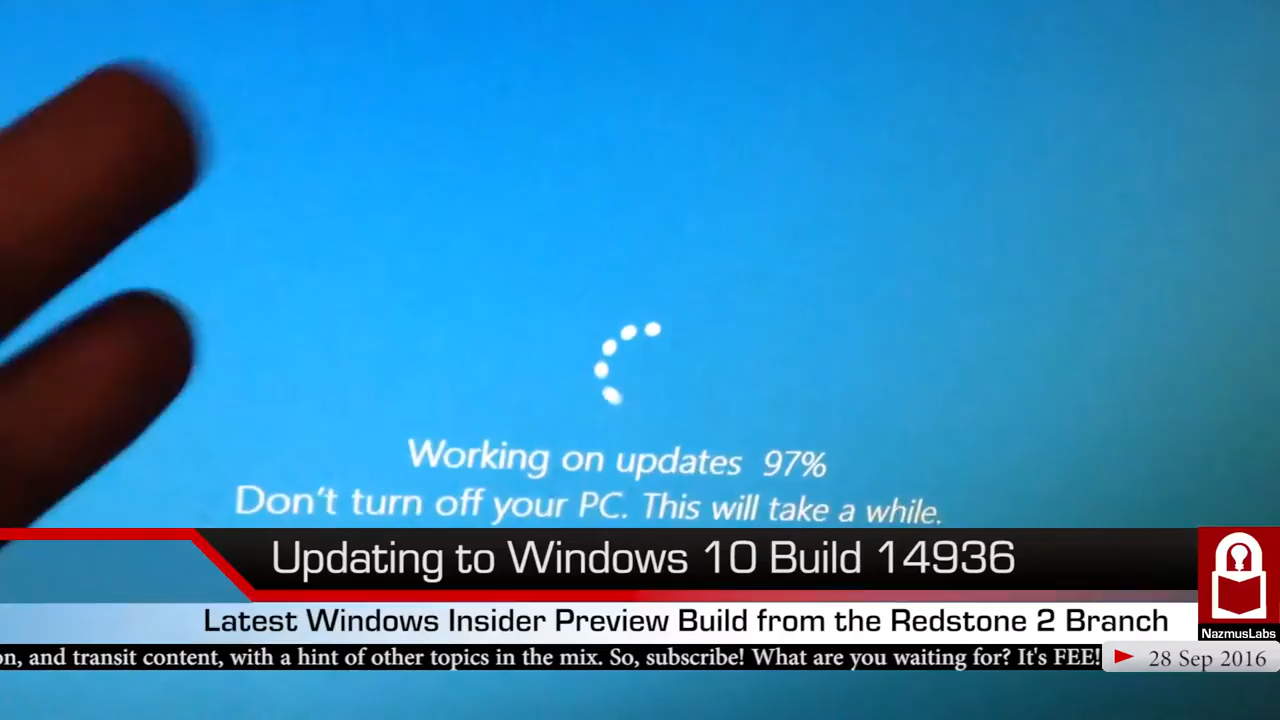 Working on updates 97%
Don't turn off your PC. This will take a while.
Updating to Windows 10 Build 14936
Latest Windows Insider Preview Build from the Redstone 2 Branch
NazmusLabs
on, and transit content, with a hint of other topics in the mix. So, subscribe! What are you waiting for? It's FEE!
28 Sep 2016